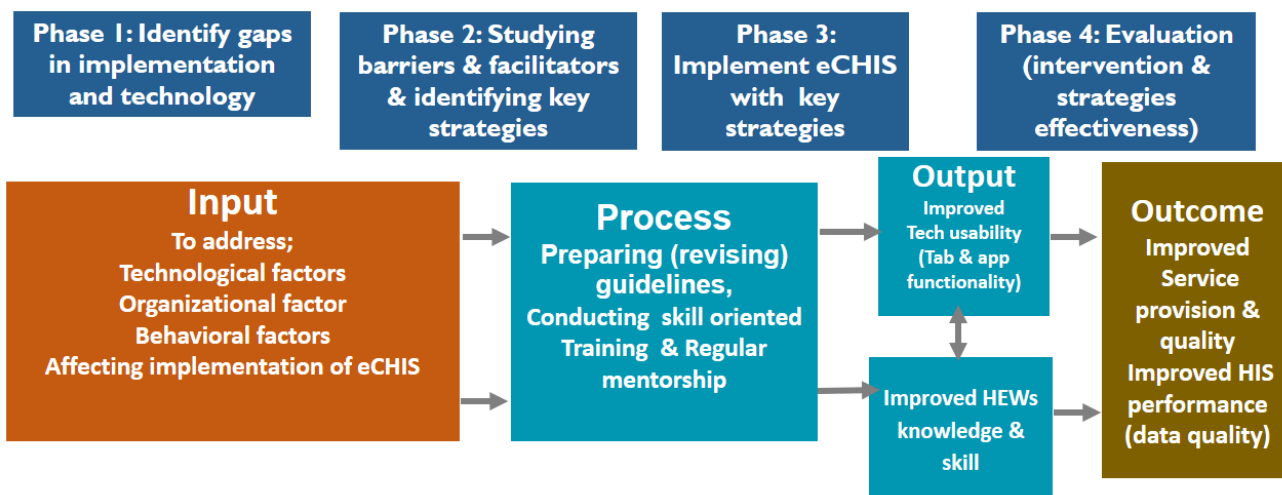 Phase 1: Identify gaps
in implementation
and technology
Phase 2: Studying
barriers & facilitators
& identifying key
strategies
Phase 3:
Implement eCHIS
with key
strategies
Phase 4: Evaluation
(intervention &
strategies
effectiveness)
Input
To address;
Technological factors
Organizational factor
Behavioral factors
Affecting implementation of eCHIS
Process
Preparing (revising)
guidelines,
Conducting skill oriented
Training & Regular
mentorship
Output
Improved
Tech usability
(Tab & app
functionality)
Improved HEWs
knowledge &
skill
Outcome
Improved
Service
provision &
quality
Improved HIS
performance
(data quality)